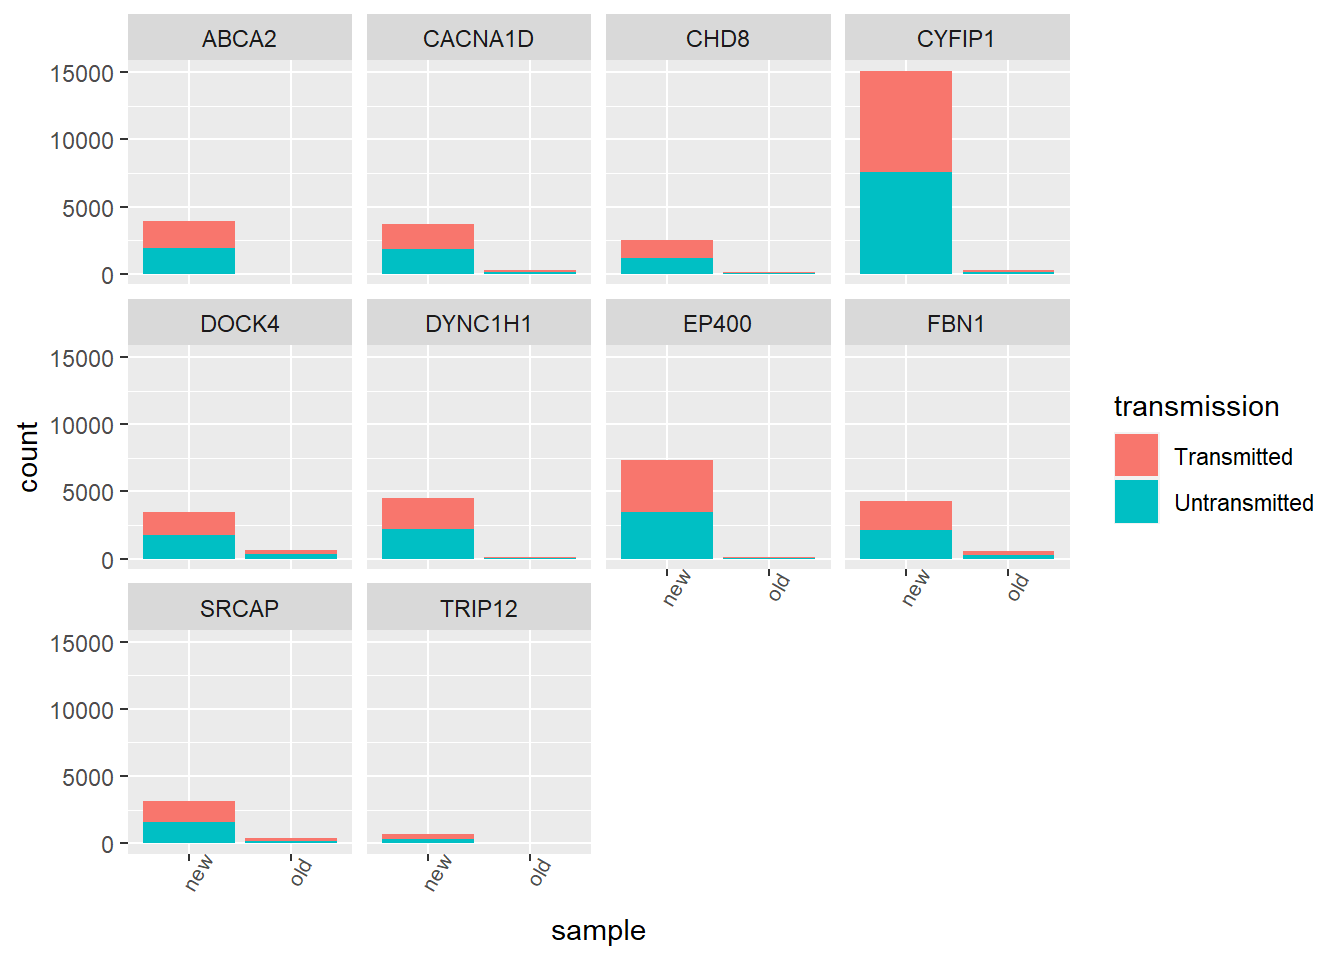 ABCA2 CACNA1D CHD8 CYFIP1
15000
10000
5000
0
DOCK4 DYNC1H1 EP400 FBN1
15000
10000
5000
0
new old new old
SRCAP TRIP12
15000
10000
5000
0
new old new old
sample
count
transmission
Transmitted
Untransmitted